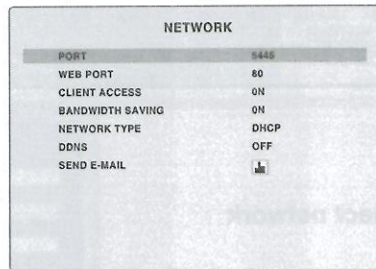 NETWORK
PORT 5445
WEB PORT 80
CLIENT ACCESS ON
BANDWIDTH SAVING ON
NETWORK TYPE DHCP
DDNS OFF
SEND E-MAIL